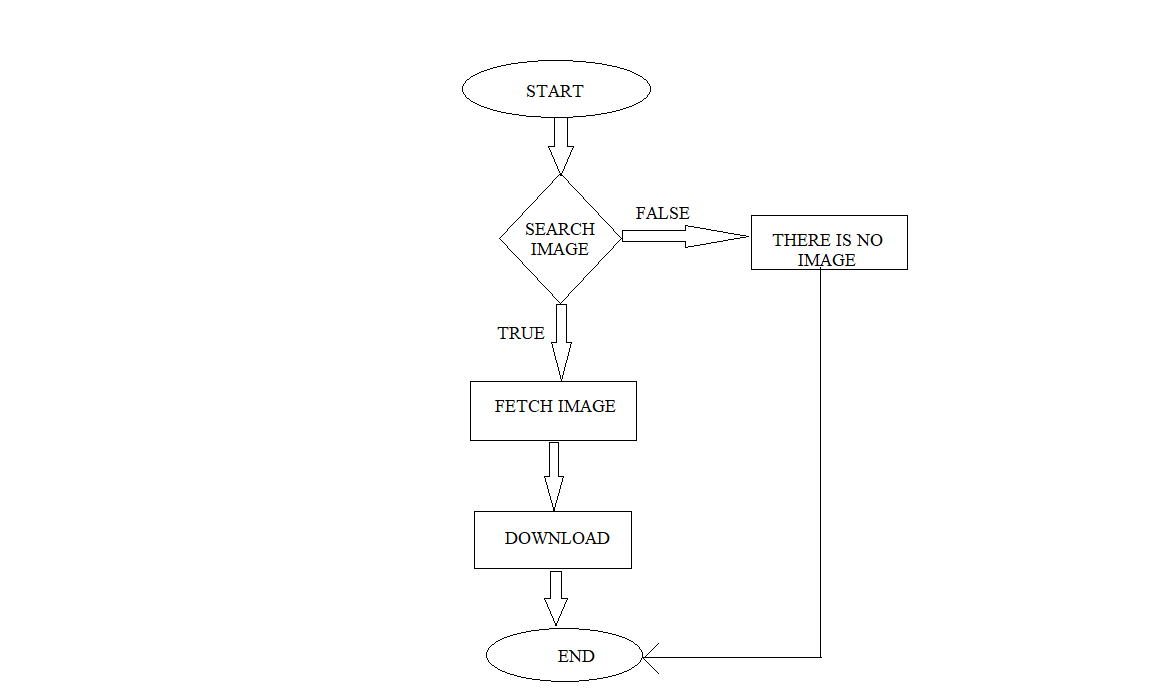 START
FALSE
SEARCH
IMAGE
THERE IS NO
IMAGE
TRUE
FETCH IMAGE
DOWNLOAD
END